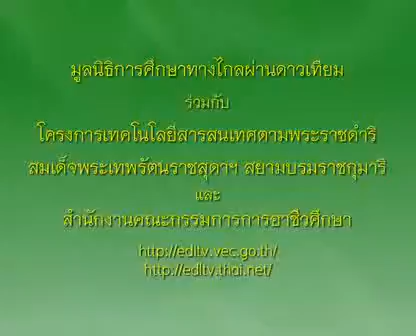 มูลนิธิการศึกษาทางไกลผ่านดาวเทียม
ร่วมกับ
โครงการเทคโนโลยีสารสนเทศตามพระราชดำริ
สมเด็จพระเทพรัตนราชสุดาฯ สยามบรมราชกุมารี
และ
สำนักงานคณะกรรมการการอาชีวศึกษา
http://edltv.vec.go.th/
http://edltv.thai.net/